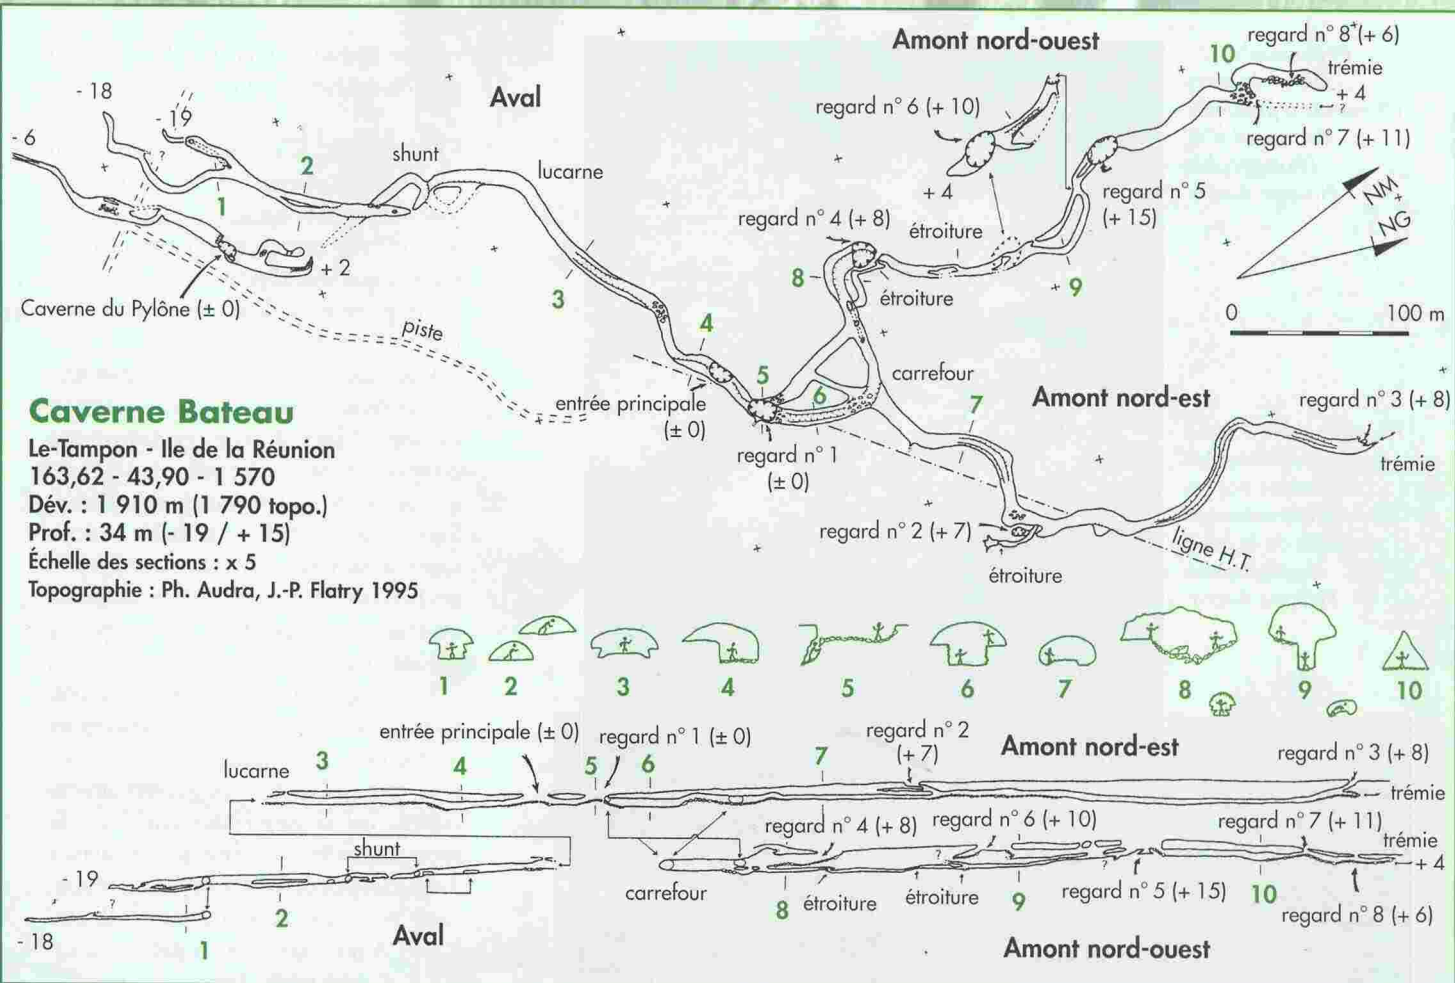 Amont nord-ouest
regard n° 8 (+ 6)
10
trémie
+ 4
?
regard n° 7 (+ 11)
- 18
- 19
- 6
Aval
regard n° 6 (+ 10)
+ 4
regard n° 5
(+ 15)
NM
NG
?
2
1
shunt
lucarne
regard n° 4 (+ 8)
étroiture
8
étroiture
9
0
100 m
+ 2
Caverne du Pylône (± 0)
piste
3
4
entrée principale
(± 0)
5
6
carrefour
regard n° 1
(± 0)
7
Amont nord-est
regard n° 3 (+ 8)
trémie
regard n° 2 (+ 7)
étroiture
ligne H.T.
Caverne Bateau
Le-Tampon - Ile de la Réunion
163,62 - 43,90 - 1 570
Dév. : 1 910 m (1 790 topo.)
Prof. : 34 m (- 19 / + 15)
Échelle des sections : x 5
Topographie : Ph. Audra, J.-P. Flatry 1995
1
2
3
4
5
6
7
8
9
10
entrée principale (± 0)
regard n° 1 (± 0)
regard n° 2
(+ 7)
Amont nord-est
regard n° 3 (+ 8)
lucarne
3
4
5
6
7
trémie
shunt
regard n° 4 (+ 8)
regard n° 6 (+ 10)
regard n° 7 (+ 11)
trémie
+ 4
?
?
- 19
?
- 18
1
2
Aval
carrefour
8
étroiture
étroiture
9
regard n° 5 (+ 15)
10
regard n° 8 (+ 6)
Amont nord-ouest